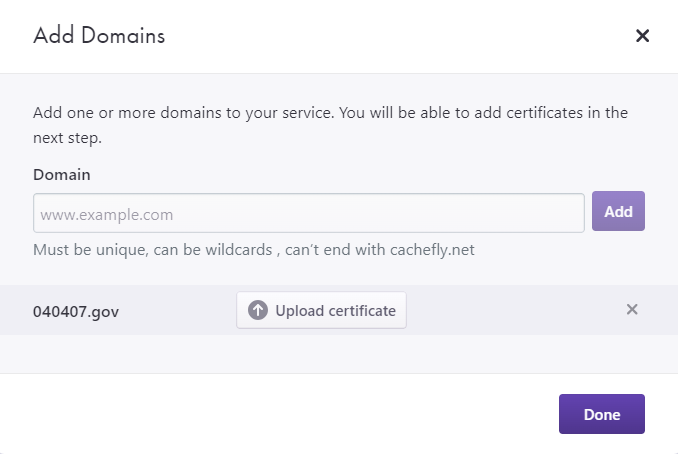 Add Domains
Add one or more domains to your service. You will be able to add certificates in the
next step.
Domain
www.example.com
Add
Must be unique, can be wildcards , can't end with cachefly.net
040407.gov
Upload certificate
Done